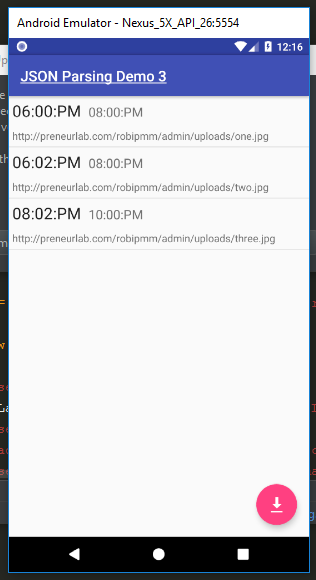 Android Emulator - Nexus_5X_API_26:5554
12:16
JSON Parsing Demo 3
06:00:PM 08:00:PM
http://preneurlab.com/robipmm/admin/uploads/one.jpg
06:02:PM 08:00:PM
http://preneurlab.com/robipmm/admin/uploads/two.jpg
08:02:PM 10:00:PM
http://preneurlab.com/robipmm/admin/uploads/three.jpg